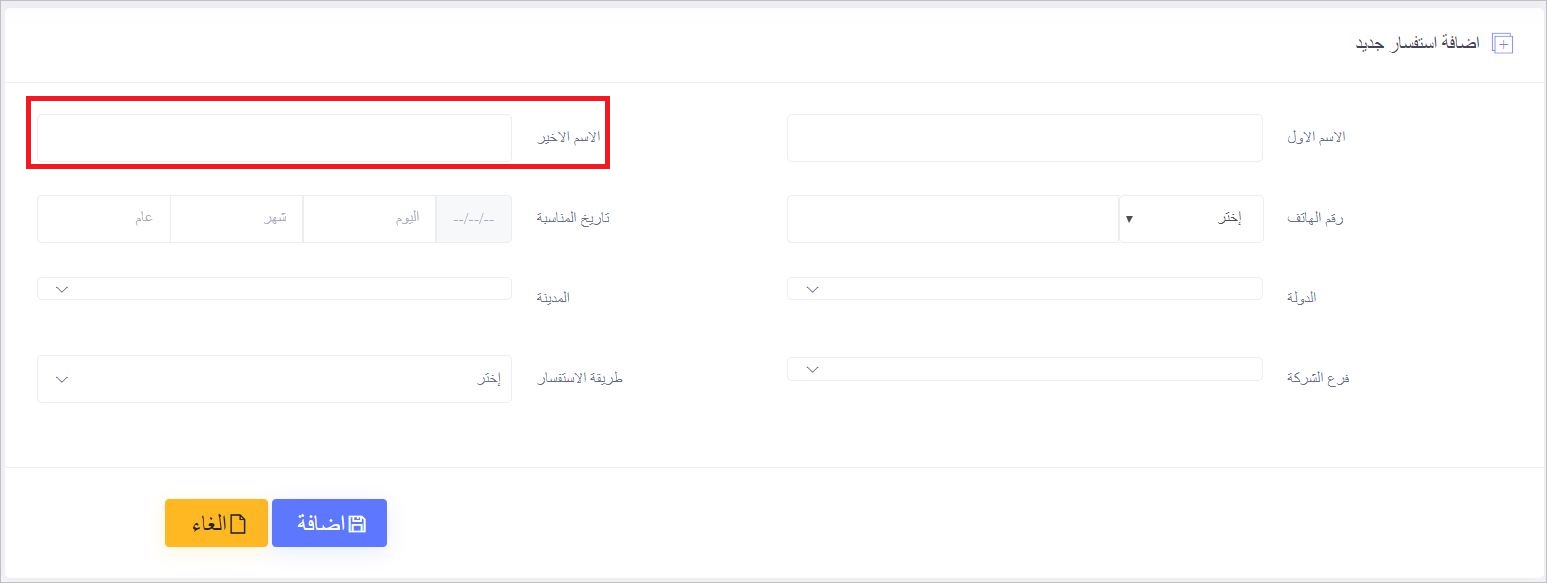 اضافة استفسار جديد
الاسم الاول
الاسم الاخير
رقم الهاتف إختر
تاريخ المناسبة --/--/-- اليوم شهر عام
الدولة
المدينة
فرع الشركة
طريقة الاستفسار إختر
اضافة الغاء